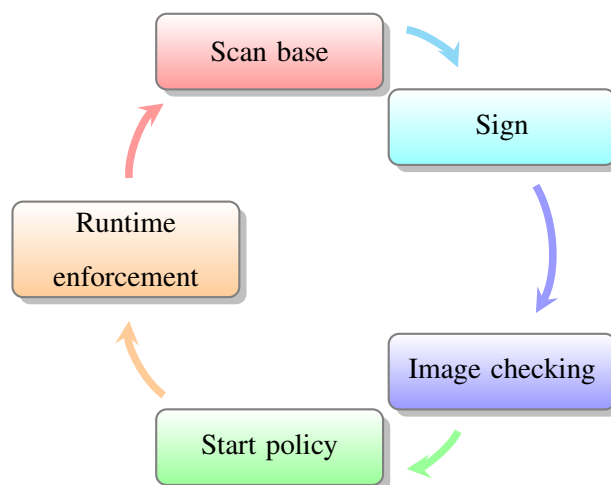 Scan base
Sign
Image checking
Start policy
Runtime
enforcement